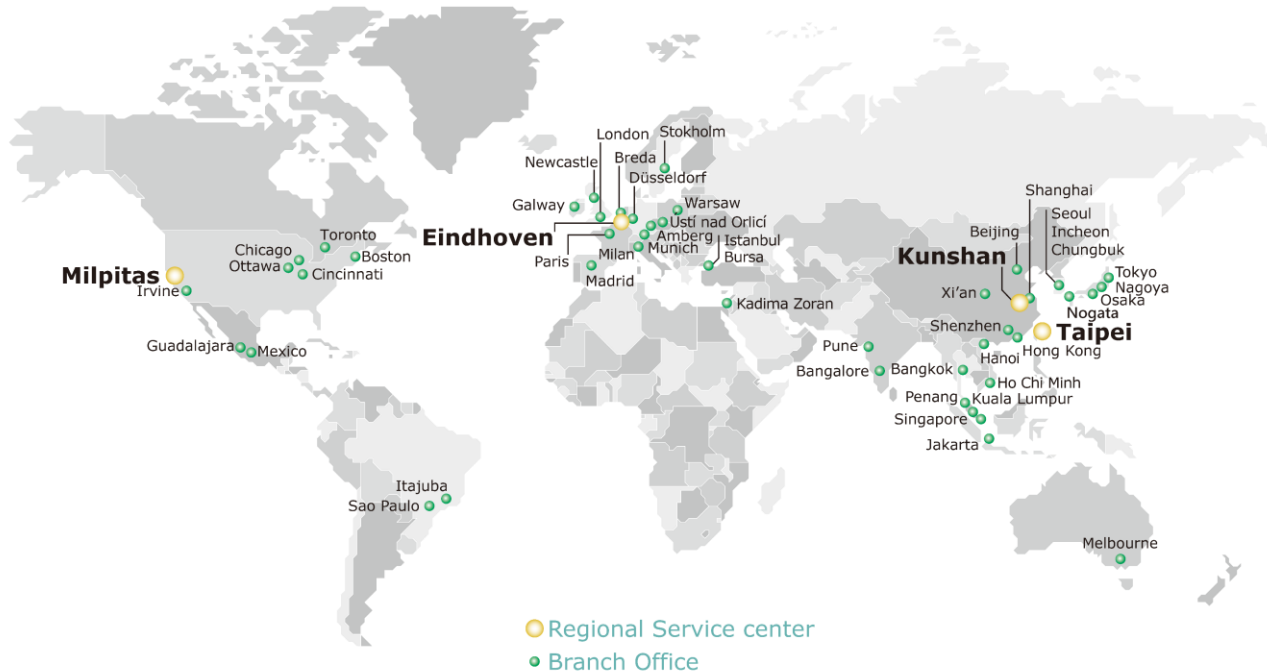 London
Stokholm
Newcastle
Breda
Düsseldorf
Galway
Warsaw
Ústí nad Orlicí
Eindhoven
Amberg
Istanbul
Milan
Munich
Bursa
Paris
Madrid
Kadima Zoran
Toronto
Chicago
Boston
Ottawa
Cincinnati
Milpitas
Irvine
Guadalajara
Mexico
Itajuba
Sao Paulo
Shanghai
Seoul
Incheon
Beijing
Chungbuk
Kunshan
Tokyo
Xi'an
Nagoya
Osaka
Nogata
Shenzhen
Taipei
Pune
Hanoi
Hong Kong
Bangalore
Bangkok
Ho Chi Minh
Penang
Kuala Lumpur
Singapore
Jakarta
Melbourne
Regional Service center
Branch Office